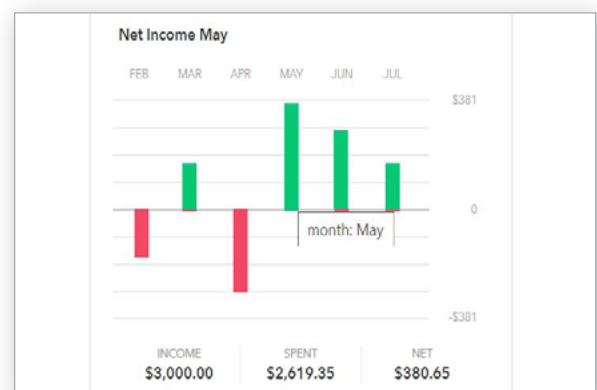 Net Income May
FEB MAR APR MAY JUN JUL
$381
0
month: May
-$381
INCOME SPENT NET
$3,000.00 $2,619.35 $380.65